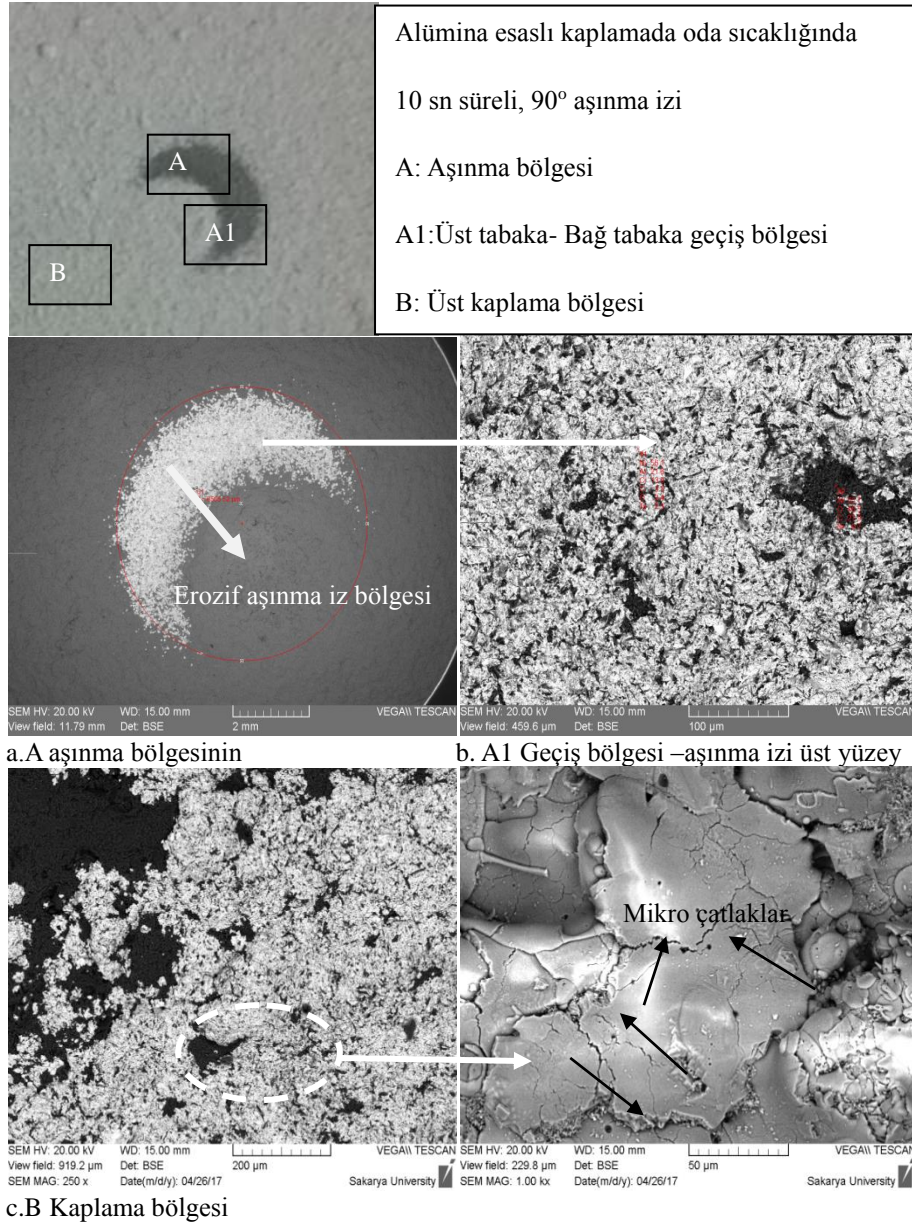 Alümina esaslı kaplamada oda sıcaklığında
10 sn süreli, 90° aşınma izi
A: Aşınma bölgesi
A1:Üst tabaka- Bağ tabaka geçiş bölgesi
B: Üst kaplama bölgesi
A
A1
B
Erozif aşınma iz bölgesi
SEM HV: 20.00 kV WD: 15.00 mm VEGA\\ TESCAN
View field: 11.79 mm Det: BSE 2 mm
SEM HV: 20.00 kV WD: 15.00 mm VEGA\\ TESCAN
View field: 459.6 µm Det: BSE 100 µm
a.A aşınma bölgesinin
b. A1 Geçiş bölgesi –aşınma izi üst yüzey
Mikro çatlaklar
SEM HV: 20.00 kV WD: 15.00 mm VEGA\\ TESCAN
View field: 919.2 µm Det: BSE 200 µm
SEM MAG: 250 x Date(m/d/y): 04/26/17 Sakarya University
SEM HV: 20.00 kV WD: 15.00 mm VEGA\\ TESCAN
View field: 229.8 µm Det: BSE 50 µm
SEM MAG: 1.00 kx Date(m/d/y): 04/26/17 Sakarya University
c.B Kaplama bölgesi